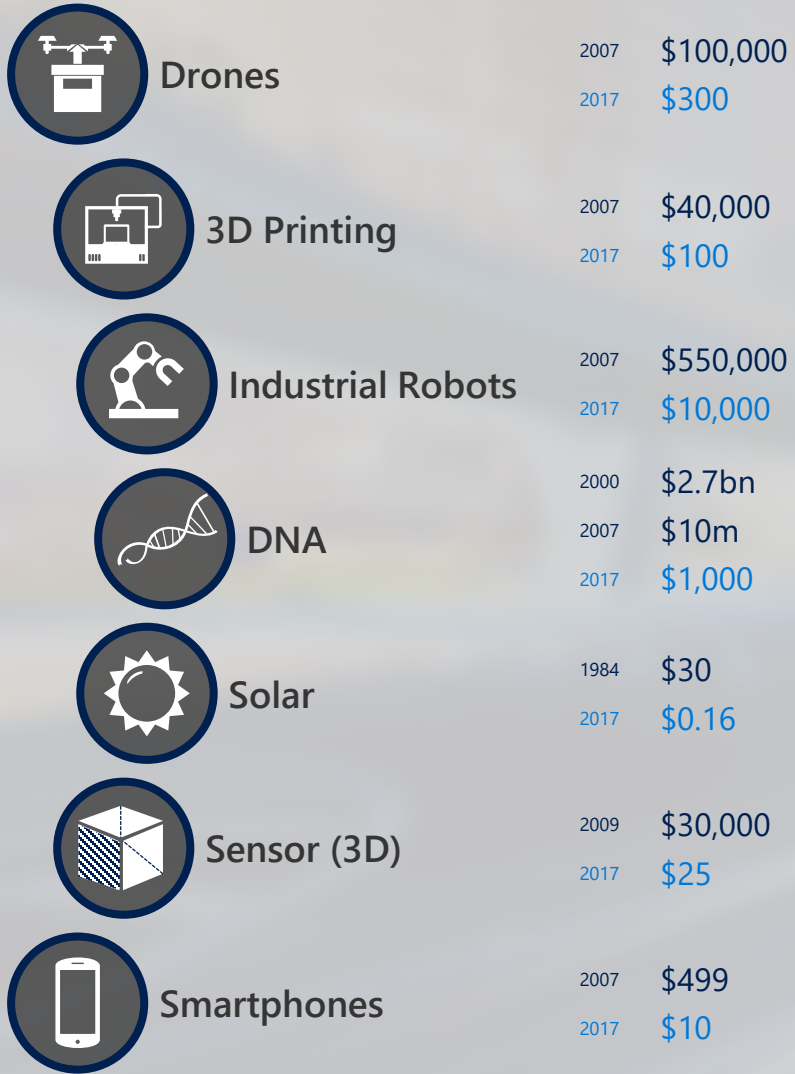 Drones
2007 $100,000
2017 $300
3D Printing
2007 $40,000
2017 $100
Industrial Robots
2007 $550,000
2017 $10,000
DNA
2000 $2.7bn
2007 $10m
2017 $1,000
Solar
1984 $30
2017 $0.16
Sensor (3D)
2009 $30,000
2017 $25
Smartphones
2007 $499
2017 $10